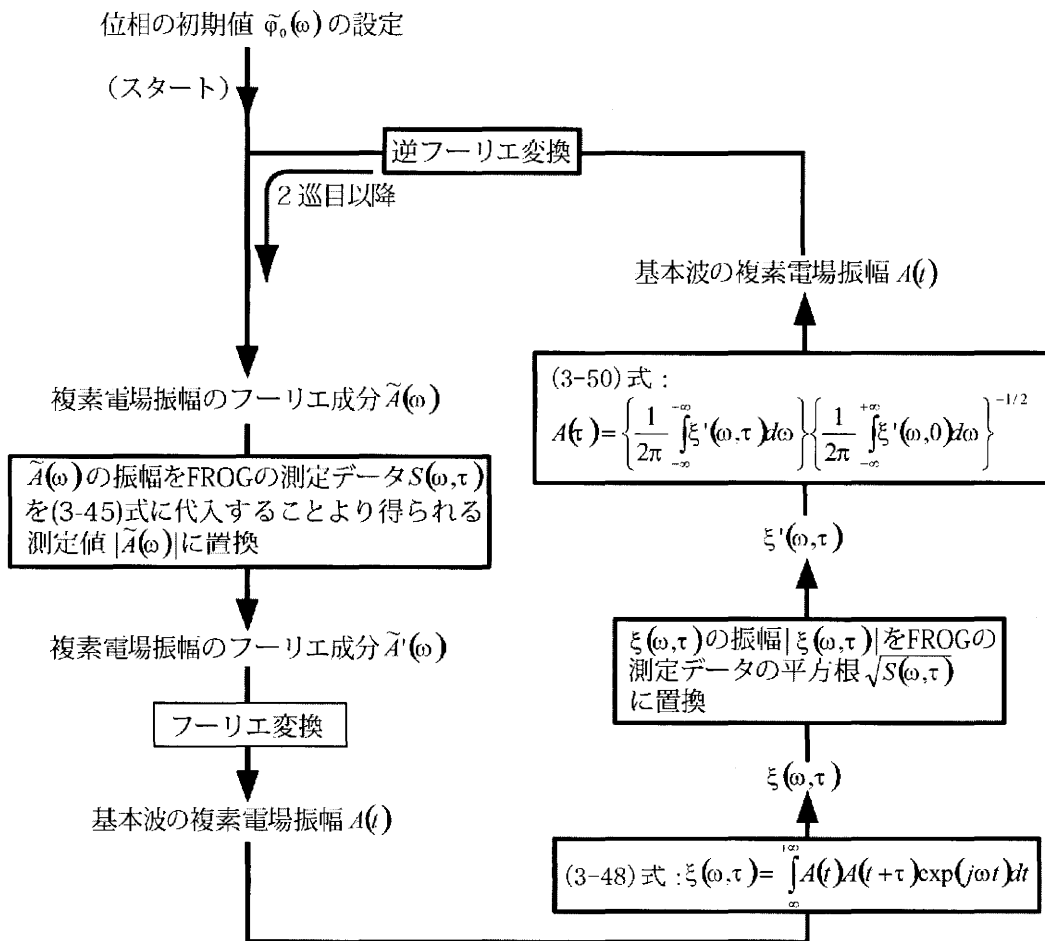 位相の初期値 φ̃₀(ω) の設定
(スタート)
逆フーリエ変換
2巡目以降
複素電場振幅のフーリエ成分 Ã(ω)
Ã(ω)の振幅をFROGの測定データS(ω,τ)
を(3-45)式に代入することより得られる
測定値|Ã(ω)|に置換
複素電場振幅のフーリエ成分 Ã'(ω)
フーリエ変換
基本波の複素電場振幅 A(t)
(3-48)式:ξ(ω,τ)= ∫_{∞}^{+∞} A(t)A(t+τ)exp(jωt)dt
ξ(ω,τ)
ξ(ω,τ)の振幅|ξ(ω,τ)|をFROGの
測定データの平方根√S(ω,τ)
に置換
ξ'(ω,τ)
(3-50)式:
A(τ)={1/2π ∫_{-∞}^{-∞} ξ'(ω,τ)dω}{1/2π ∫_{-∞}^{+∞} ξ'(ω,0)dω}^{-1/2}
基本波の複素電場振幅 A(t)